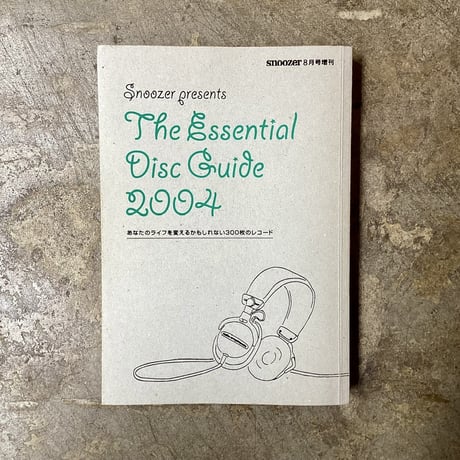 snoozer 8月号増刊
Snoozer presents
The Essential
Disc Guide
2004
あなたのライフを変えるかもしれない300枚のレコード